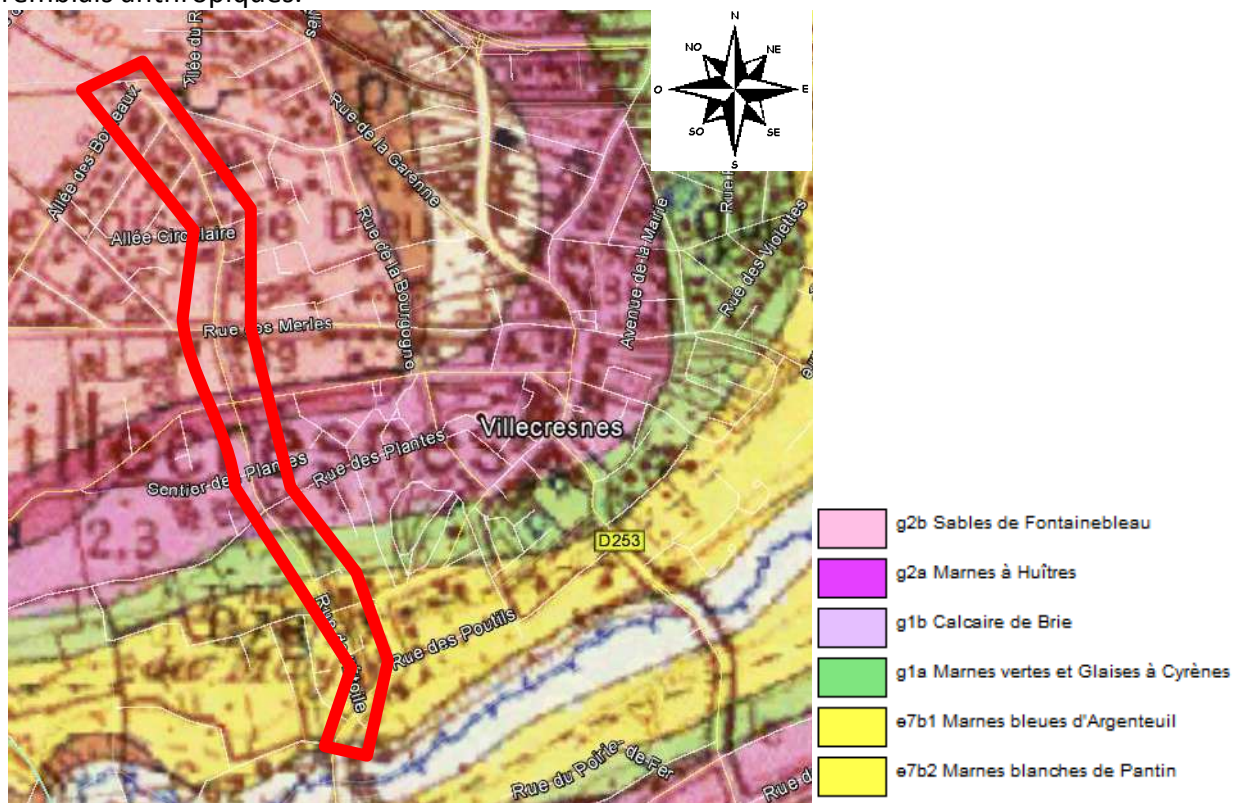 remblais anthropiques.
N
NO
NE
O
E
SO
SE
S
Allée des Bo
eaux
Allée du R
Rue de la Garenne
Allée Circulaire
Rue de la Bourgogne
Avenue de la Mairie
Rue des Violettes
Rue des Merles
Villecresnes
Rue des Plantes
Sentier des Plantes
2.3
D253
Rue des Poutils
Rue du Poirie- de-Fer
g2b Sables de Fontainebleau
g2a Marnes à Huîtres
g1b Calcaire de Brie
g1a Marnes vertes et Glaises à Cyrènes
e7b1 Marnes bleues d'Argenteuil
e7b2 Marnes blanches de Pantin